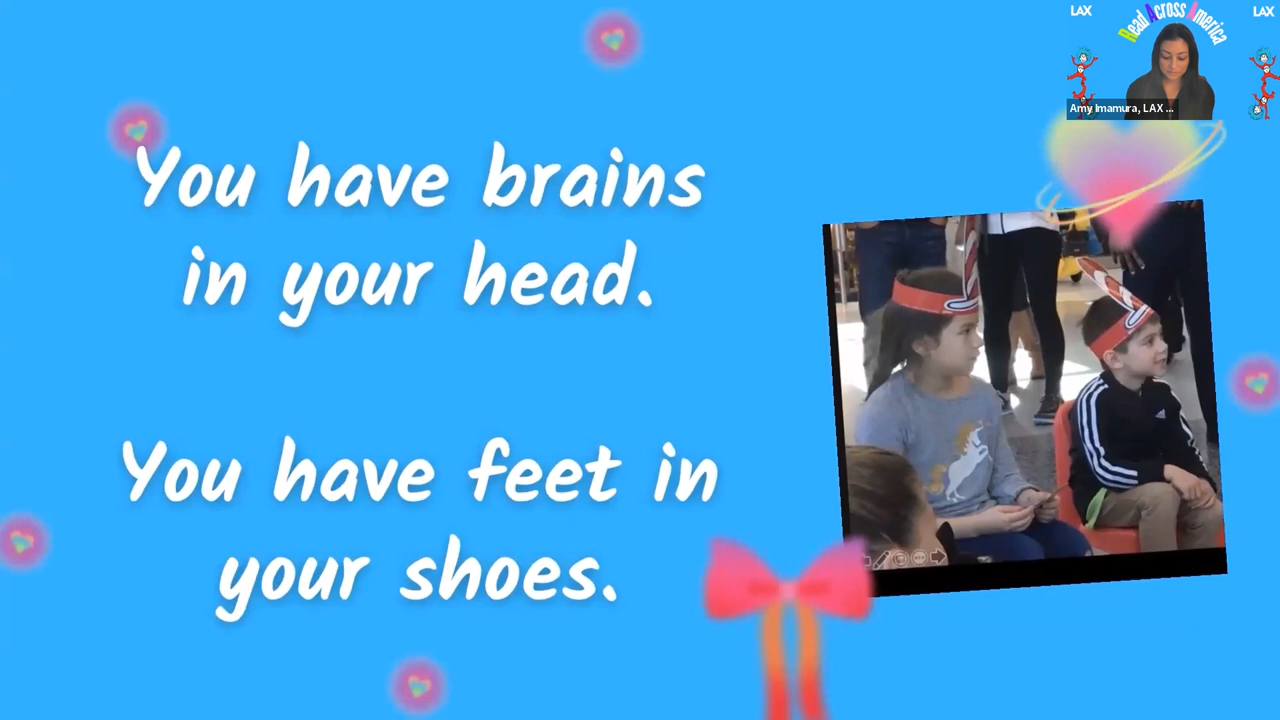 LAX
LAX
Read Across America
Amy Imamura, LAX ...
You have brains
in your head.
You have feet in
your shoes.